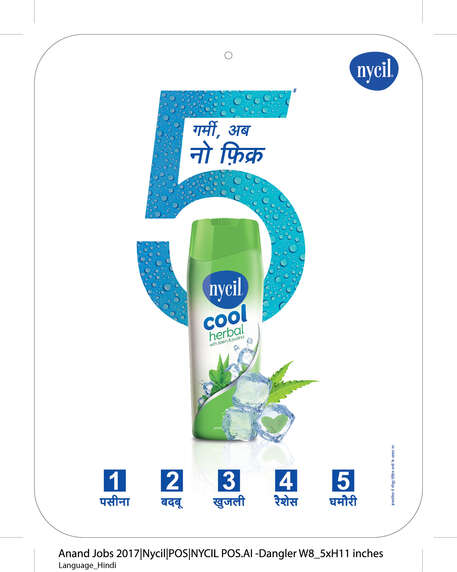 nycil
5
गर्मी, अब
नो फ़िक्र
nycil
cool
herbal
1 2 3 4 5
पसीना बदबू खुजली रैशेस घमौरी
Anand Jobs 2017|Nycil|POS|NYCIL POS.AI -Dangler W8_5xH11 inches
Language_Hindi